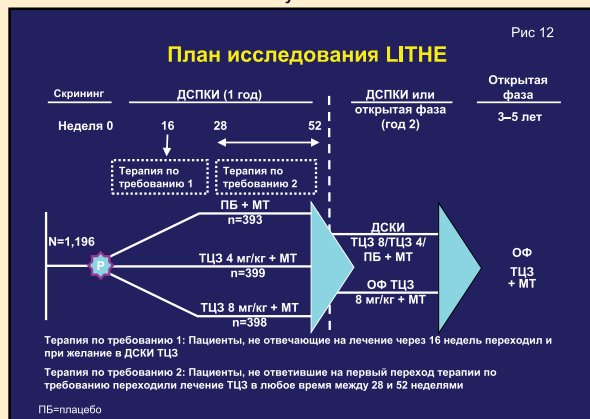 Рис 12
План исследования LITHE
Скрининг
ДСПКИ (1 год)
ДСПКИ или
открытая фаза
(год 2)
Открытая
фаза
3–5 лет
Неделя 0
16
28
52
Терапия по
требованию 1
Терапия по
требованию 2
ПБ + МТ
n=393
N=1,196
Р
ТЦЗ 4 мг/кг + МТ
n=399
ТЦЗ 8 мг/кг + МТ
n=398
ДСКИ
ТЦЗ 8/ТЦЗ 4/
ПБ + МТ
ОФ ТЦЗ
8 мг/кг + МТ
ОФ
ТЦЗ
+ МТ
Терапия по требованию 1: Пациенты, не отвечающие на лечение через 16 недель переходил и
при желание в ДСКИ ТЦЗ
Терапия по требованию 2: Пациенты, не ответившие на первый переход терапии по
требованию переходили лечение ТЦЗ в любое время между 28 и 52 неделями
ПБ=плацебо